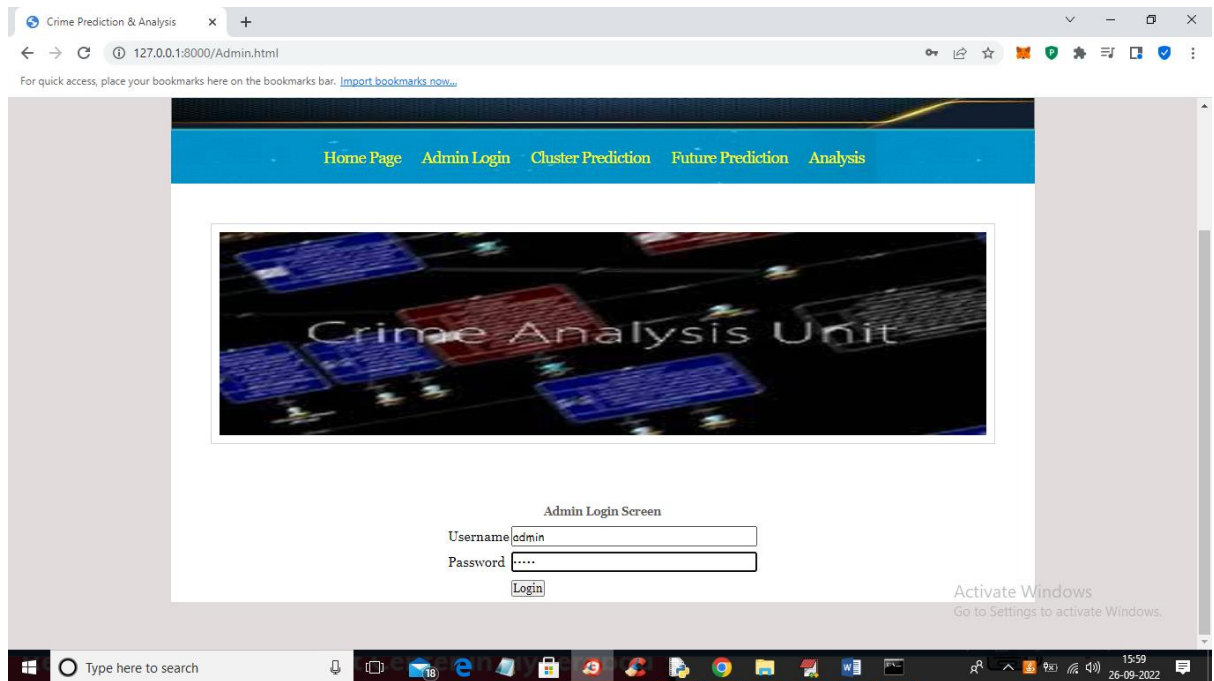 Crime Prediction & Analysis
127.0.0.1:8000/Admin.html
For quick access, place your bookmarks here on the bookmarks bar. Import bookmarks now...
Home Page Admin Login Cluster Prediction Future Prediction Analysis
Crime Analysis Unit
Admin Login Screen
Username admin
Password •••••
Login
Activate Windows
Go to Settings to activate Windows.
Type here to search
18
15:59
26-09-2022